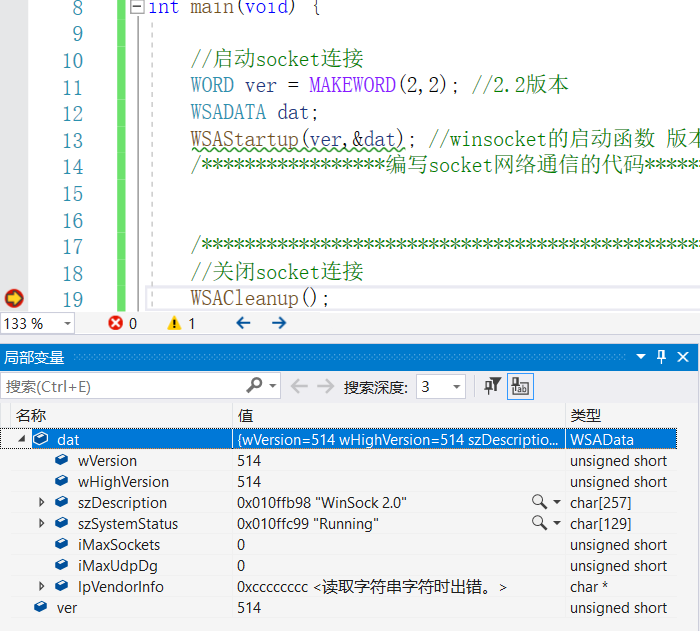 8 int main(void) {
9
10 //启动socket连接
11 WORD ver = MAKEWORD(2,2); //2.2版本
12 WSADATA dat;
13 WSAStartup(ver,&dat); //winsocket的启动函数 版本
14 /*****************编写socket网络通信的代码*****
15
16
17 /**********************************************
18 //关闭socket连接
19 WSACleanup();
133 % 0 1
局部变量
搜索(Ctrl+E) 搜索深度: 3
名称 值 类型
dat {wVersion=514 wHighVersion=514 szDescriptio... WSAData
wVersion 514 unsigned short
wHighVersion 514 unsigned short
szDescription 0x010ffb98 "WinSock 2.0" char[257]
szSystemStatus 0x010ffc99 "Running" char[129]
iMaxSockets 0 unsigned short
iMaxUdpDg 0 unsigned short
lpVendorInfo 0xcccccccc <读取字符串字符时出错。> char *
ver 514 unsigned short